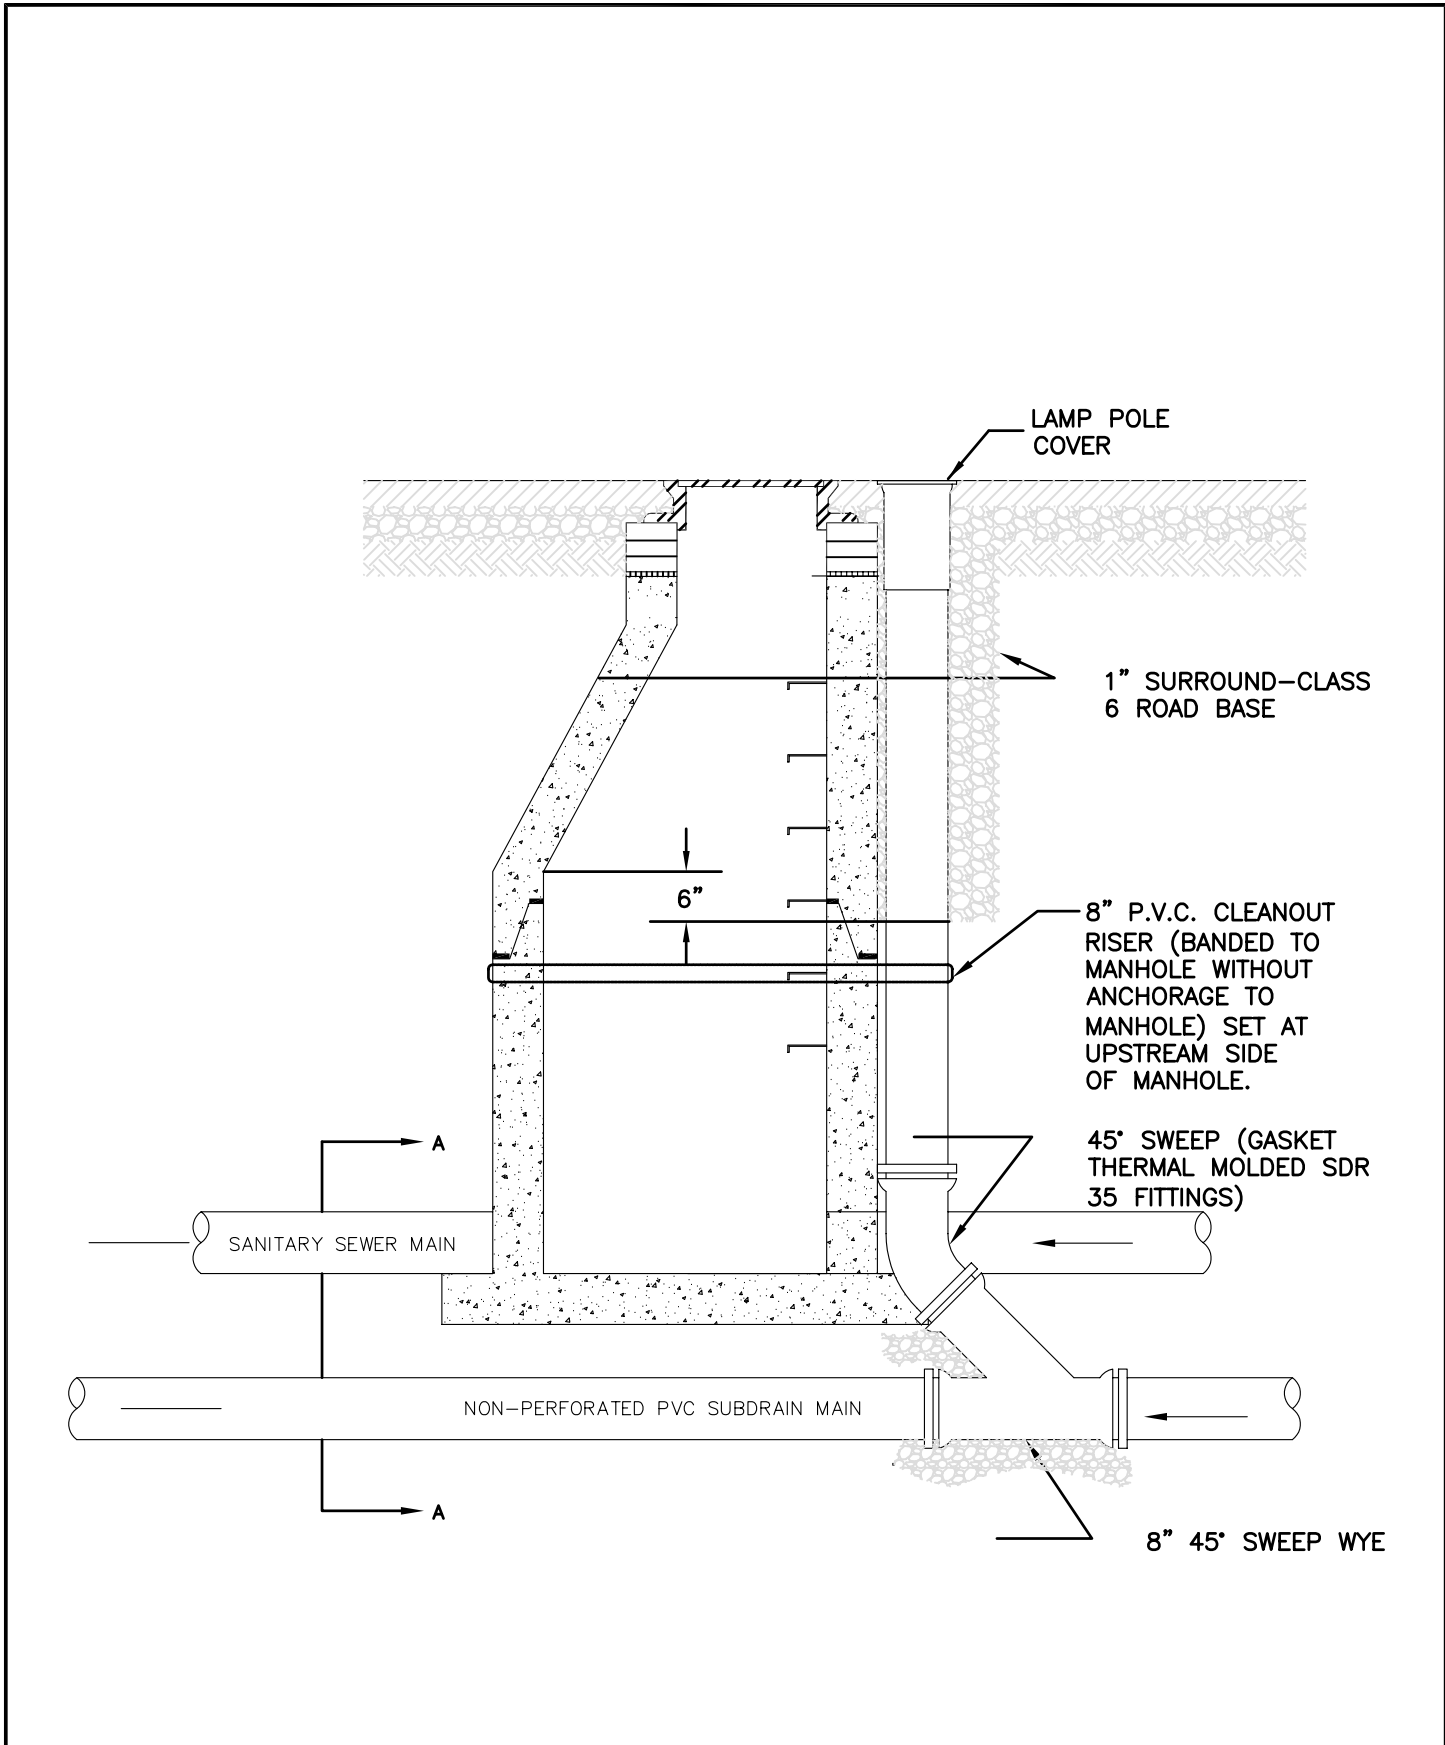 LAMP POLE
COVER
1” SURROUND-CLASS
6 ROAD BASE
6”
8” P.V.C. CLEANOUT
RISER (BANDED TO
MANHOLE WITHOUT
ANCHORAGE TO
MANHOLE) SET AT
UPSTREAM SIDE
OF MANHOLE.
A
45° SWEEP (GASKET
THERMAL MOLDED SDR
35 FITTINGS)
SANITARY SEWER MAIN
NON-PERFORATED PVC SUBDRAIN MAIN
A
8” 45° SWEEP WYE